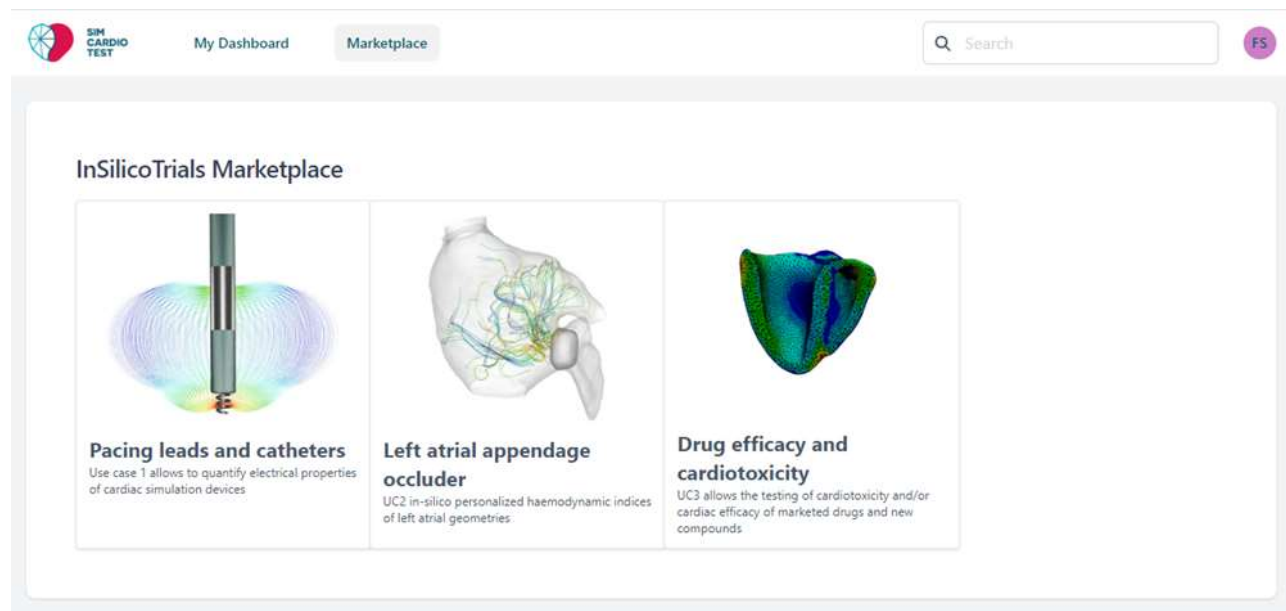 SIM
CARDIO
TEST
My Dashboard
Marketplace
Search
FS
InSilicoTrials Marketplace
Pacing leads and catheters
Use case 1 allows to quantify electrical properties
of cardiac simulation devices
Left atrial appendage
occluder
UC2 in-silico personalized haemodynamic indices
of left atrial geometries
Drug efficacy and
cardiotoxicity
UC3 allows the testing of cardiotoxicity and/or
cardiac efficacy of marketed drugs and new
compounds